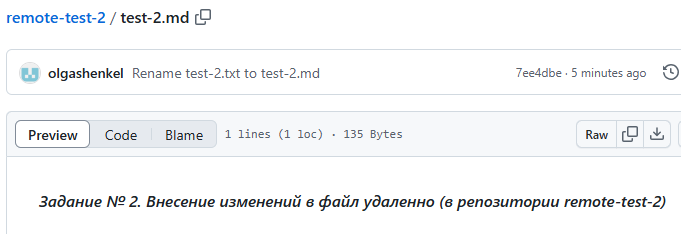 remote-test-2 / test-2.md
olgashenkel Rename test-2.txt to test-2.md 7ee4dbe · 5 minutes ago
Preview Code Blame 1 lines (1 loc) · 135 Bytes Raw
Задание № 2. Внесение изменений в файл удаленно (в репозитории remote-test-2)